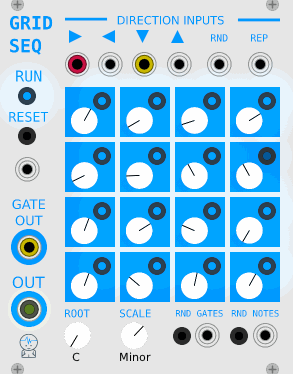 GRID
SEQ
DIRECTION INPUTS
RND REP
RUN
RESET
GATE
OUT
OUT
ROOT SCALE RND GATES RND NOTES
C Minor